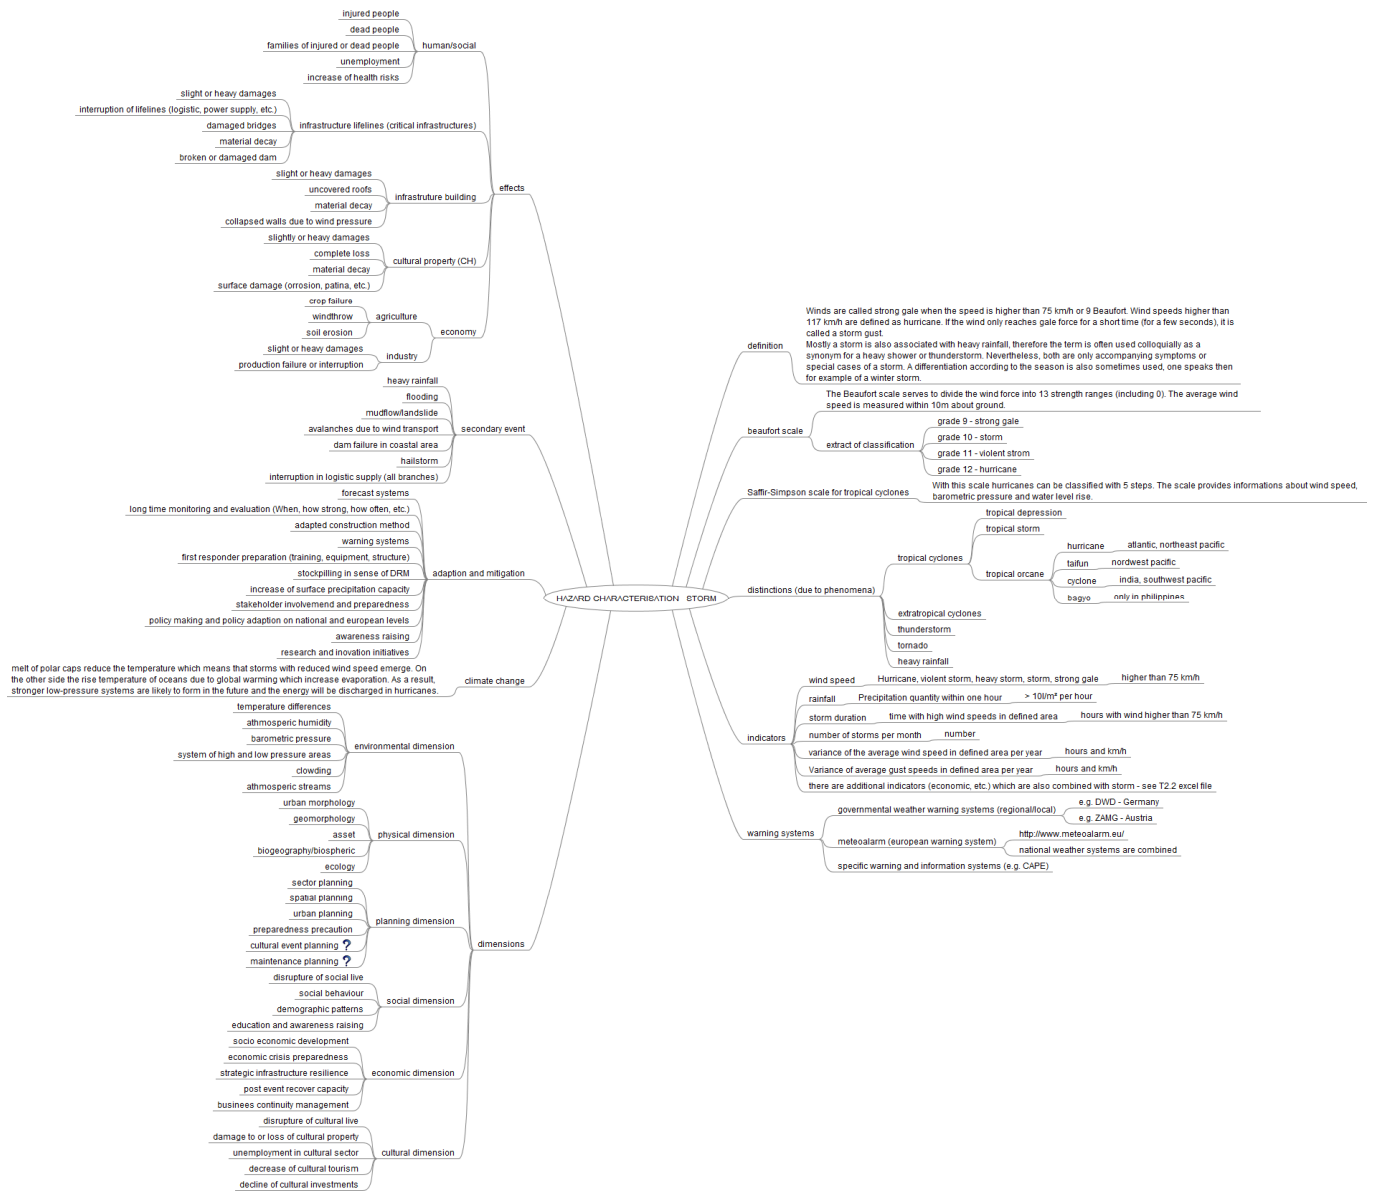 injured people
dead people
families of injured or dead people
unemployment
increase of health risks
human/social
slight or heavy damages
interruption of lifelines (logistic, power supply, etc.)
damaged bridges
material decay
broken or damaged dam
infrastructure lifelines (critical infrastructures)
slight or heavy damages
uncovered roofs
material decay
collapsed walls due to wind pressure
infrastruture building
slightly or heavy damages
complete loss
material decay
surface damage (orrosion, patina, etc.)
cultural property (CH)
crop failure
windthrow
soil erosion
agriculture
slight or heavy damages
production failure or interruption
industry
economy
effects
heavy rainfall
flooding
mudflow/landslide
avalanches due to wind transport
dam failure in coastal area
hailstorm
interruption in logistic supply (all branches)
secondary event
forecast systems
long time monitoring and evaluation (When, how strong, how often, etc.)
adapted construction method
warning systems
first responder preparation (training, equipment, structure)
stockpilling in sense of DRM
increase of surface precipitation capacity
stakeholder involvemend and preparedness
policy making and policy adaption on national and european levels
awareness raising
research and inovation initiatives
adaption and mitigation
melt of polar caps reduce the temperature which means that storms with reduced wind speed emerge. On
the other side the rise temperature of oceans due to global warming which increase evaporation. As a result,
stronger low-pressure systems are likely to form in the future and the energy will be discharged in hurricanes.
climate change
temperature differences
athmosperic humidity
barometric pressure
system of high and low pressure areas
clowding
athmosperic streams
environmental dimension
urban morphology
geomorphology
asset
biogeography/biospheric
ecology
physical dimension
sector planning
spatial planning
urban planning
preparedness precaution
cultural event planning ?
maintenance planning ?
planning dimension
disrupture of social live
social behaviour
demographic patterns
education and awareness raising
social dimension
socio economic development
economic crisis preparedness
strategic infrastructure resilience
post event recover capacity
businees continuity management
economic dimension
disrupture of cultural live
damage to or loss of cultural property
unemployment in cultural sector
decrease of cultural tourism
decline of cultural investments
cultural dimension
dimensions
HAZARD CHARACTERISATION STORM
definition
Winds are called strong gale when the speed is higher than 75 km/h or 9 Beaufort. Wind speeds higher than
117 km/h are defined as hurricane. If the wind only reaches gale force for a short time (for a few seconds), it is
called a storm gust.
Mostly a storm is also associated with heavy rainfall, therefore the term is often used colloquially as a
synonym for a heavy shower or thunderstorm. Nevertheless, both are only accompanying symptoms or
special cases of a storm. A differentiation according to the season is also sometimes used, one speaks then
for example of a winter storm.
beaufort scale
The Beaufort scale serves to divide the wind force into 13 strength ranges (including 0). The average wind
speed is measured within 10m about ground.
extract of classification
grade 9 - strong gale
grade 10 - storm
grade 11 - violent strom
grade 12 - hurricane
Saffir-Simpson scale for tropical cyclones
With this scale hurricanes can be classified with 5 steps. The scale provides informations about wind speed,
barometric pressure and water level rise.
distinctions (due to phenomena)
tropical cyclones
tropical depression
tropical storm
tropical orcane
hurricane
atlantic, northeast pacific
taifun
nordwest pacific
cyclone
india, southwest pacific
bagyo
only in philippines
extratropical cyclones
thunderstorm
tornado
heavy rainfall
indicators
wind speed
Hurricane, violent storm, heavy storm, storm, strong gale
higher than 75 km/h
rainfall
Precipitation quantity within one hour
> 10l/m² per hour
storm duration
time with high wind speeds in defined area
hours with wind higher than 75 km/h
number of storms per month
number
variance of the average wind speed in defined area per year
hours and km/h
Variance of average gust speeds in defined area per year
hours and km/h
there are additional indicators (economic, etc.) which are also combined with storm - see T2.2 excel file
warning systems
governmental weather warning systems (regional/local)
e.g. DWD - Germany
e.g. ZAMG - Austria
meteoalarm (european warning system)
http://www.meteoalarm.eu/
national weather systems are combined
specific warning and information systems (e.g. CAPE)